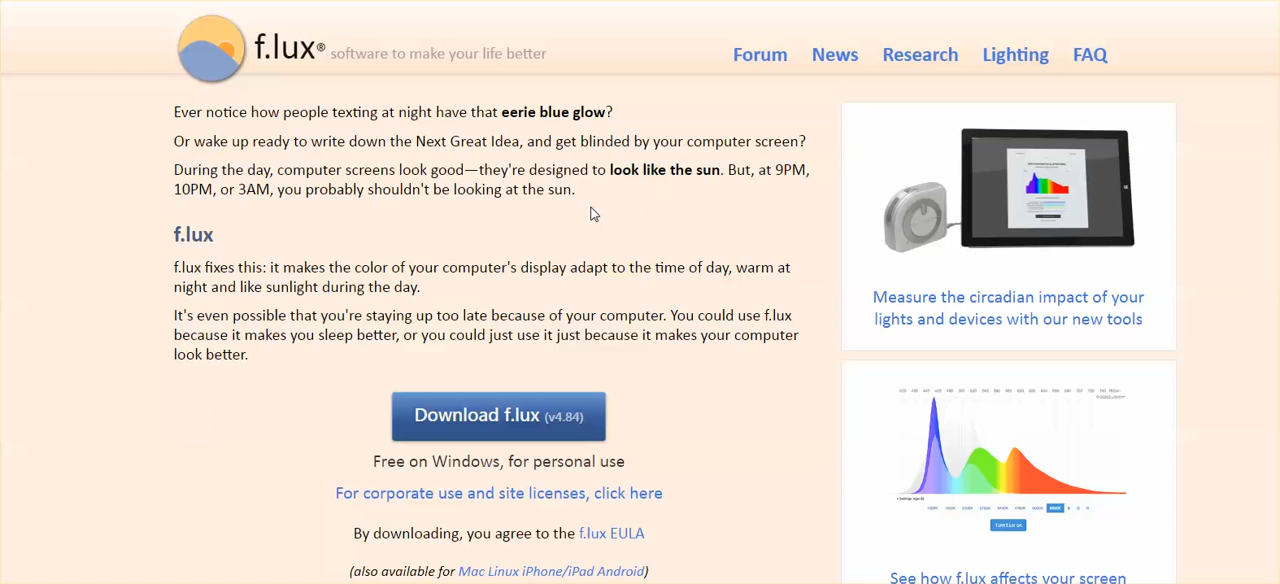 f.lux® software to make your life better
Forum News Research Lighting FAQ
Ever notice how people texting at night have that eerie blue glow?
Or wake up ready to write down the Next Great Idea, and get blinded by your computer screen?
During the day, computer screens look good—they're designed to look like the sun. But, at 9PM,
10PM, or 3AM, you probably shouldn't be looking at the sun.
f.lux
f.lux fixes this: it makes the color of your computer's display adapt to the time of day, warm at
night and like sunlight during the day.
It's even possible that you're staying up too late because of your computer. You could use f.lux
because it makes you sleep better, or you could just use it just because it makes your computer
look better.
Download f.lux (v4.84)
Free on Windows, for personal use
For corporate use and site licenses, click here
By downloading, you agree to the f.lux EULA
(also available for Mac Linux iPhone/iPad Android)
Measure the circadian impact of your
lights and devices with our new tools
See how f.lux affects your screen